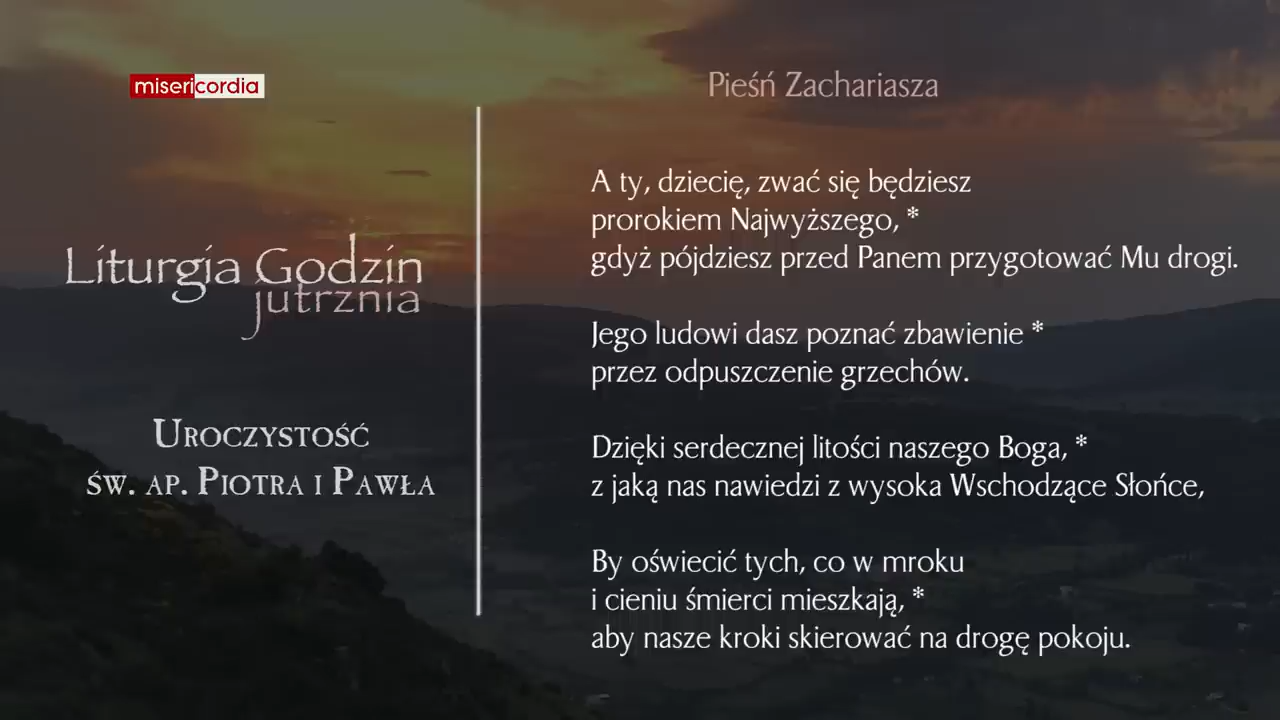 misericordia
Pieśń Zachariasza
Liturgia Godzin
jutrznia
Uroczystość
św. ap. Piotra i Pawła
A ty, dziecię, zwać się będziesz
prorokiem Najwyższego, *
gdyż pójdziesz przed Panem przygotować Mu drogi.
Jego ludowi dasz poznać zbawienie *
przez odpuszczenie grzechów.
Dzięki serdecznej litości naszego Boga, *
z jaką nas nawiedzi z wysoka Wschodzące Słońce,
By oświecić tych, co w mroku
i cieniu śmierci mieszkają, *
aby nasze kroki skierować na drogę pokoju.